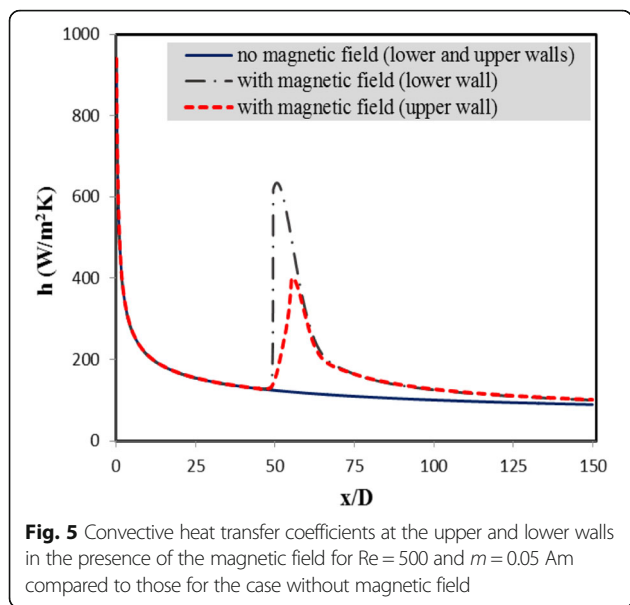 1000
800
600
400
200
0
h (W/m²K)
no magnetic field (lower and upper walls)
with magnetic field (lower wall)
with magnetic field (upper wall)
0 25 50 75 100 125 150
x/D
Fig. 5 Convective heat transfer coefficients at the upper and lower walls
in the presence of the magnetic field for Re = 500 and m = 0.05 Am
compared to those for the case without magnetic field